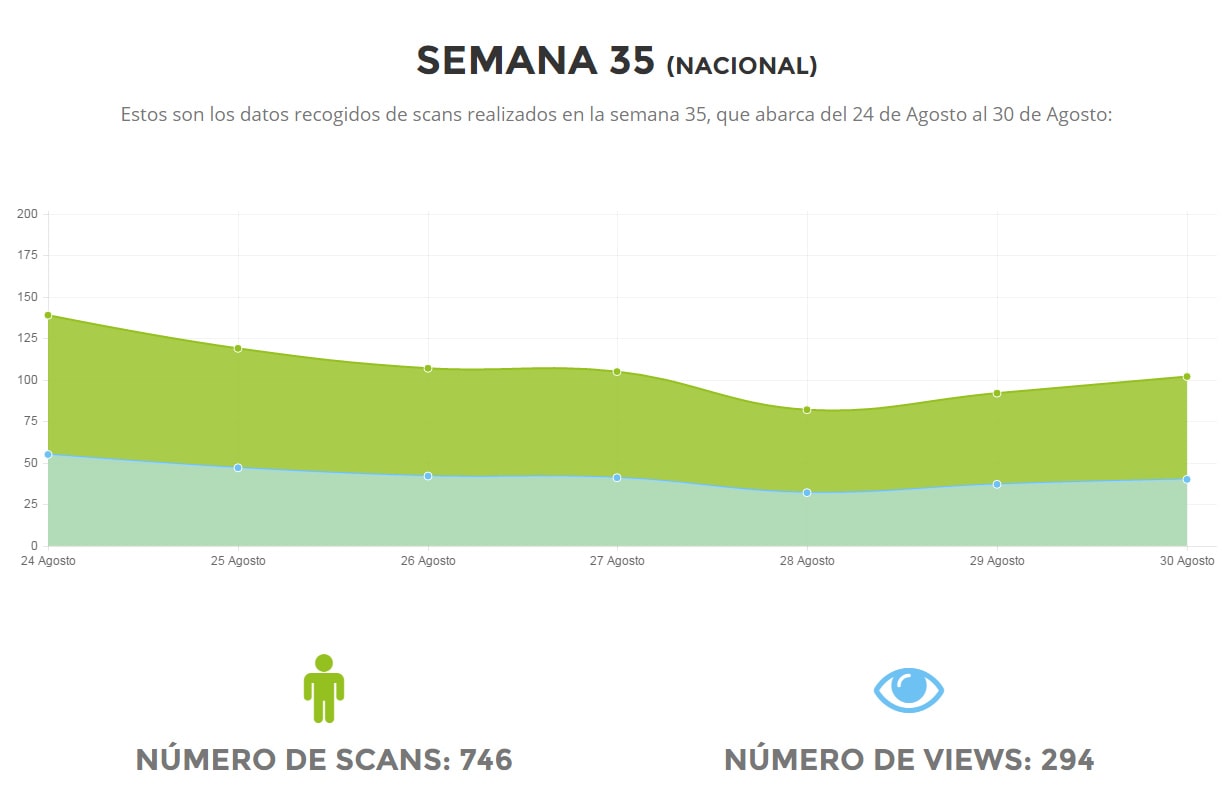 SEMANA 35 (NACIONAL)
Estos son los datos recogidos de scans realizados en la semana 35, que abarca del 24 de Agosto al 30 de Agosto:
200
175
150
125
100
75
50
25
0
24 Agosto 25 Agosto 26 Agosto 27 Agosto 28 Agosto 29 Agosto 30 Agosto
NÚMERO DE SCANS: 746 NÚMERO DE VIEWS: 294